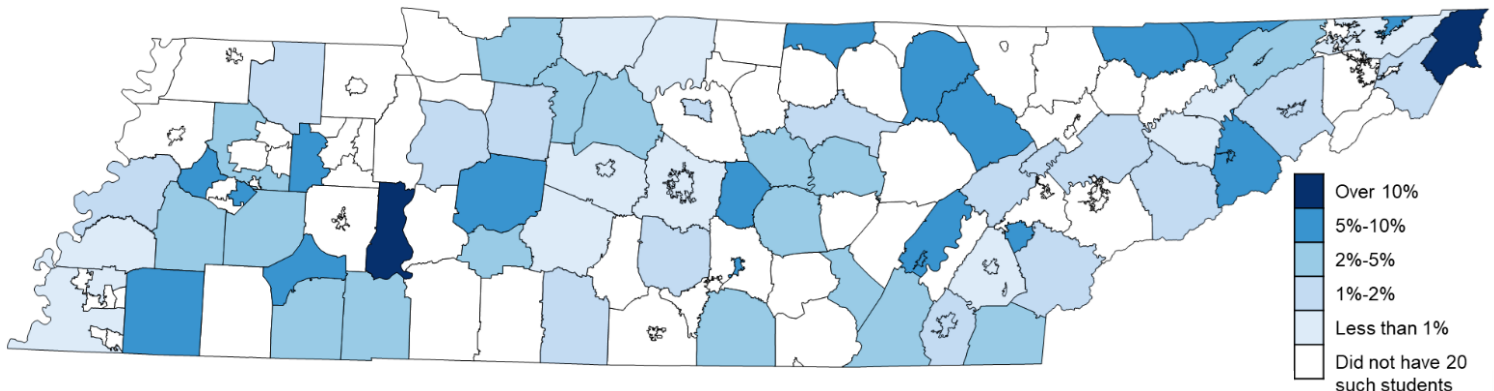 Over 10%
5%-10%
2%-5%
1%-2%
Less than 1%
Did not have 20
such students